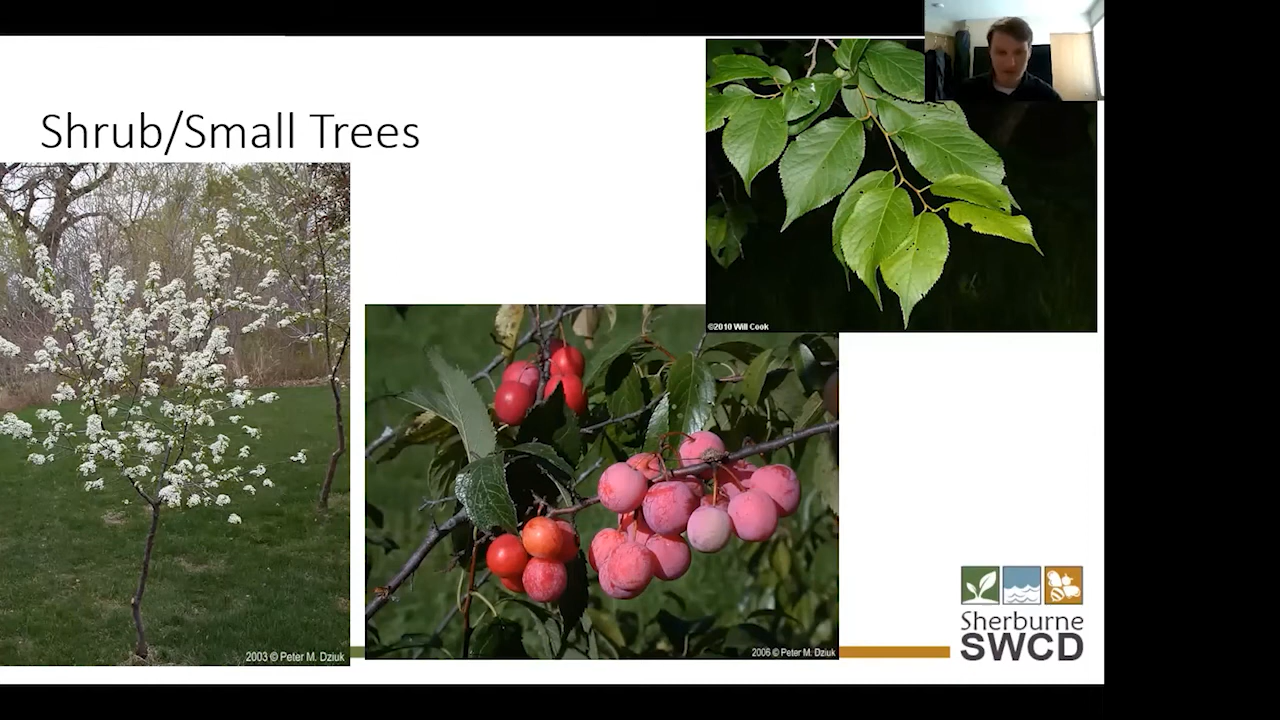 Shrub/Small Trees
©2010 Will Cook
2003 © Peter M. Dziuk
2006 © Peter M. Dziuk
Sherburne
SWCD